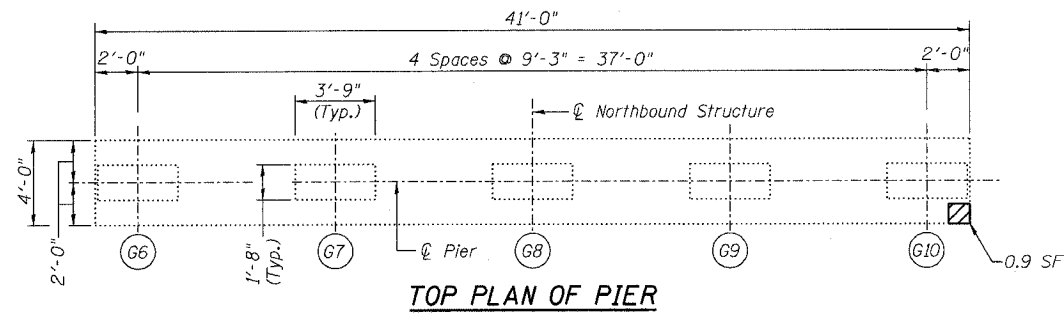 41'-0"
2'-0"
4 Spaces @ 9'-3" = 37'-0"
2'-0"
3'-9"
(Typ.)
℄ Northbound Structure
4'-0"
2'-0"
1'-8"
(Typ.)
G6
G7
℄ Pier
G8
G9
G10
0.9 SF
TOP PLAN OF PIER